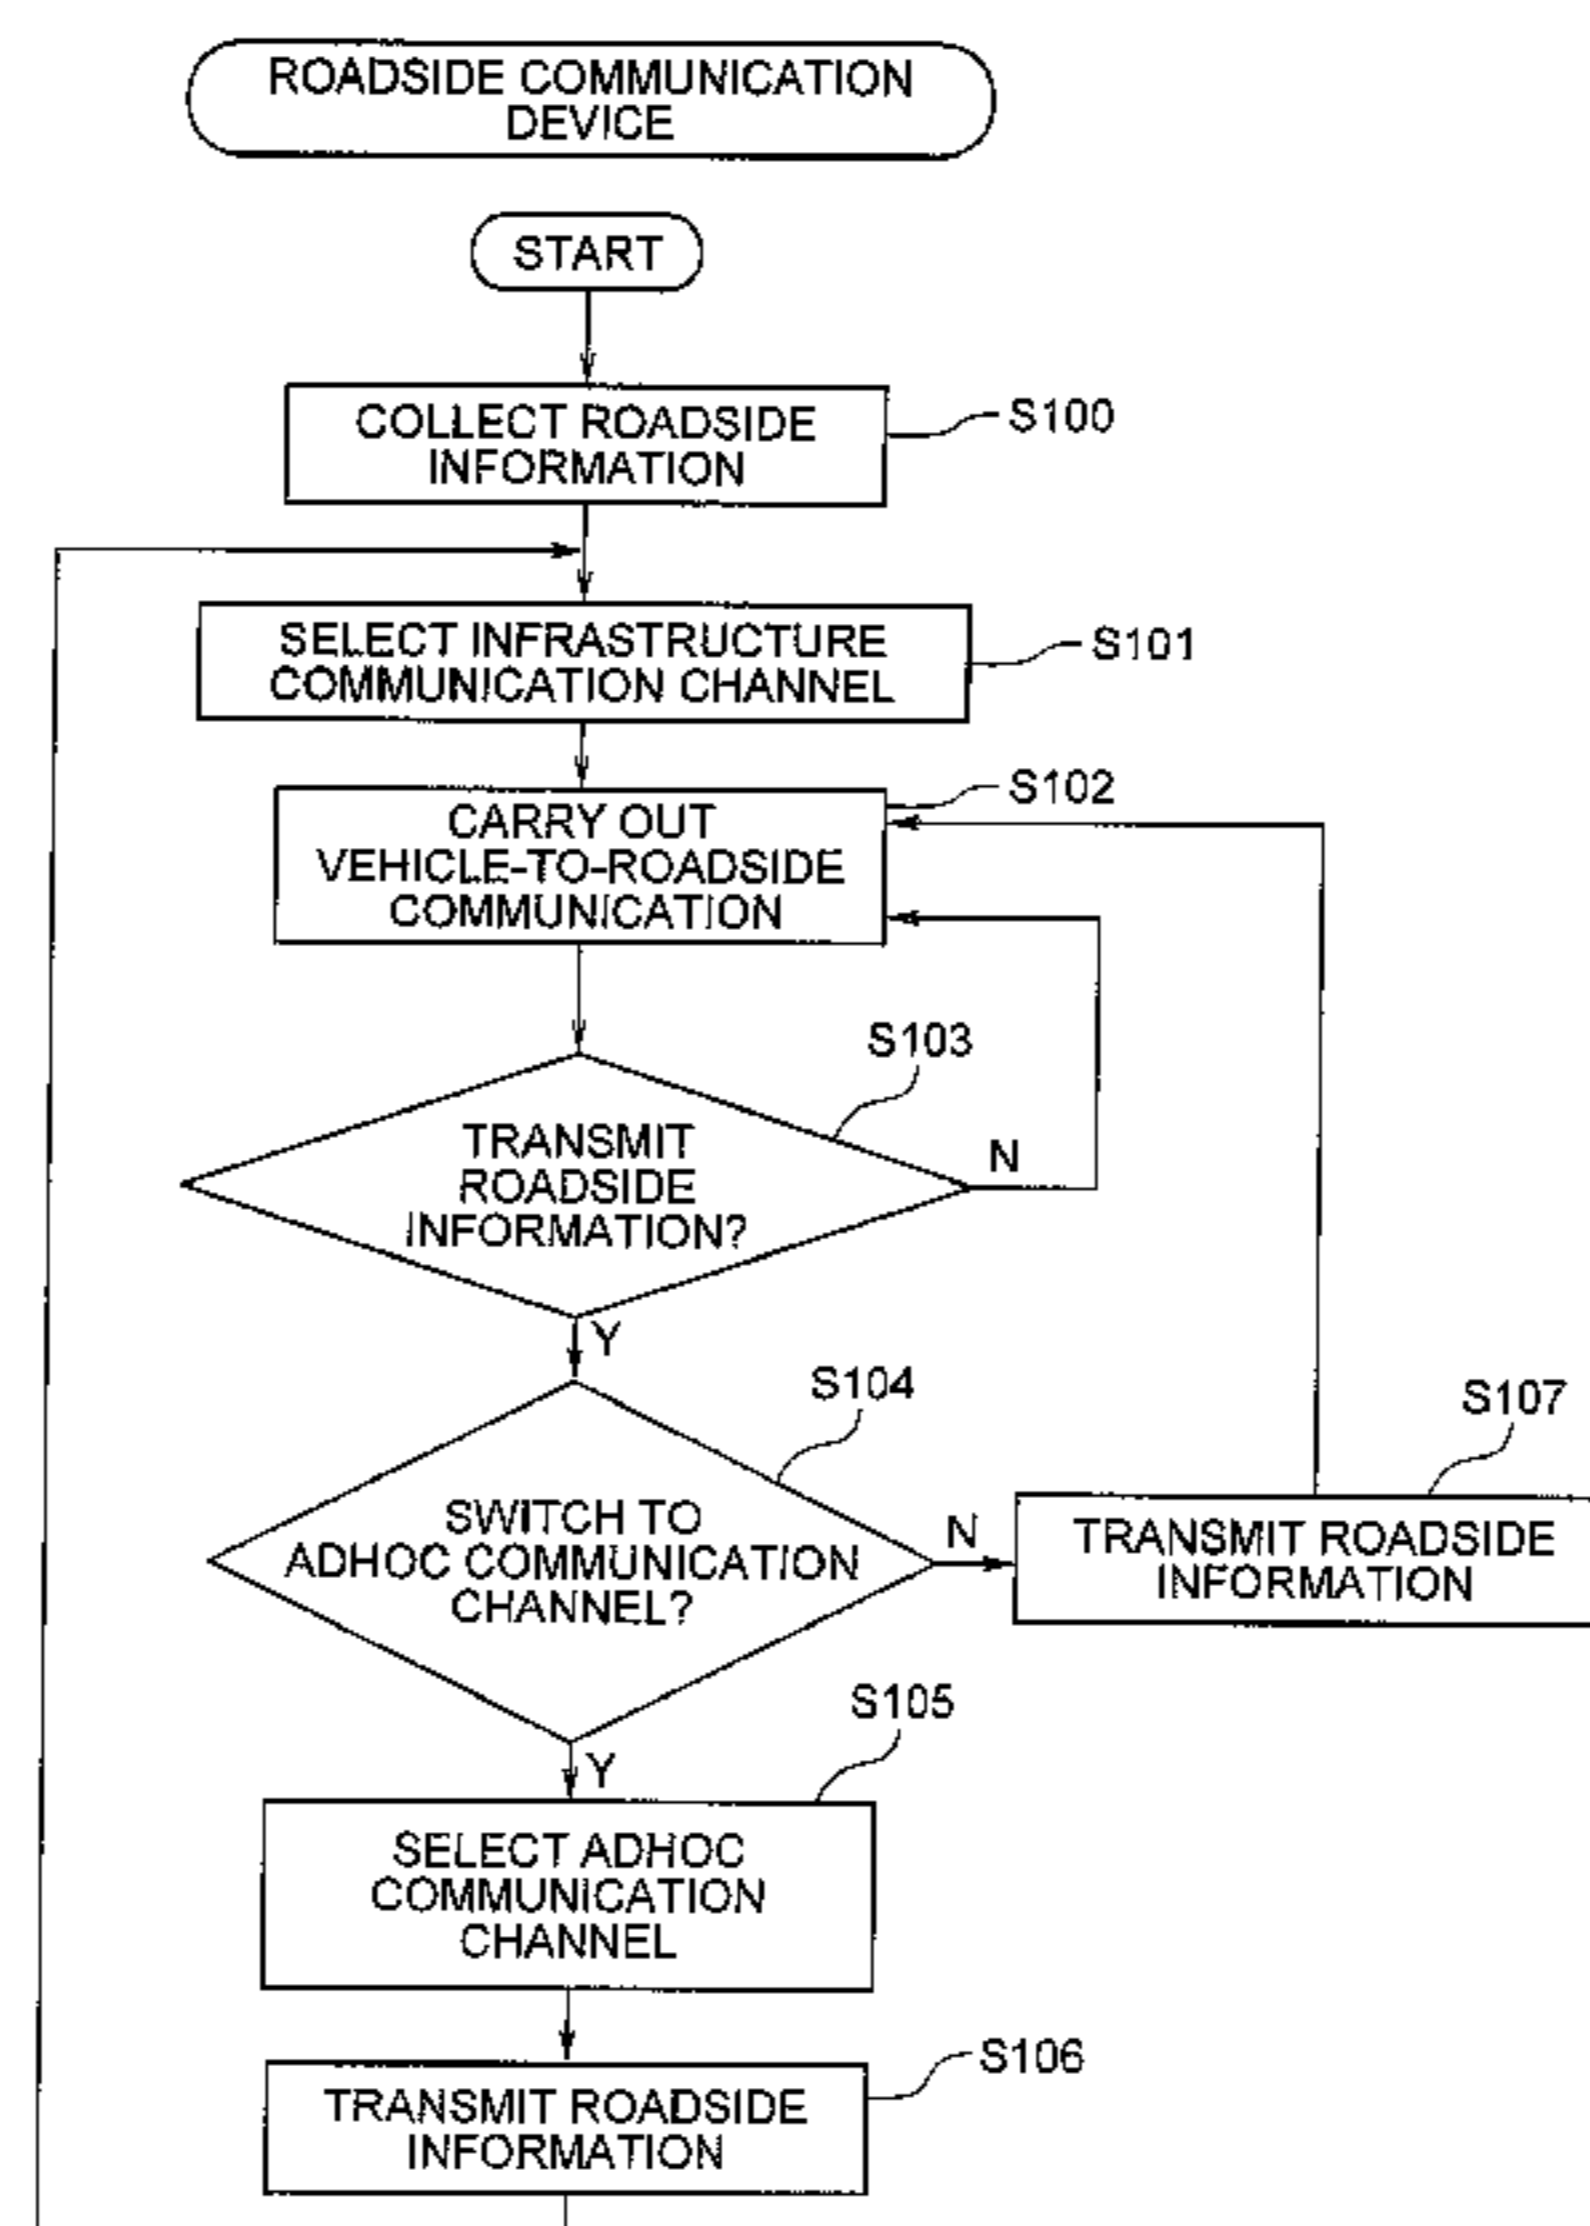 ROADSIDE COMMUNICATION
DEVICE
START
COLLECT ROADSIDE
INFORMATION
S100
SELECT INFRASTRUCTURE
COMMUNICATION CHANNEL
S101
S102
CARRY OUT
VEHICLE-TO-ROADSIDE
COMMUNICATION
S103
TRANSMIT
ROADSIDE
INFORMATION?
N
Y
S104
SWITCH TO
ADHOC COMMUNICATION
CHANNEL?
N
S107
TRANSMIT ROADSIDE
INFORMATION
Y
S105
SELECT ADHOC
COMMUNICATION
CHANNEL
S106
TRANSMIT ROADSIDE
INFORMATION